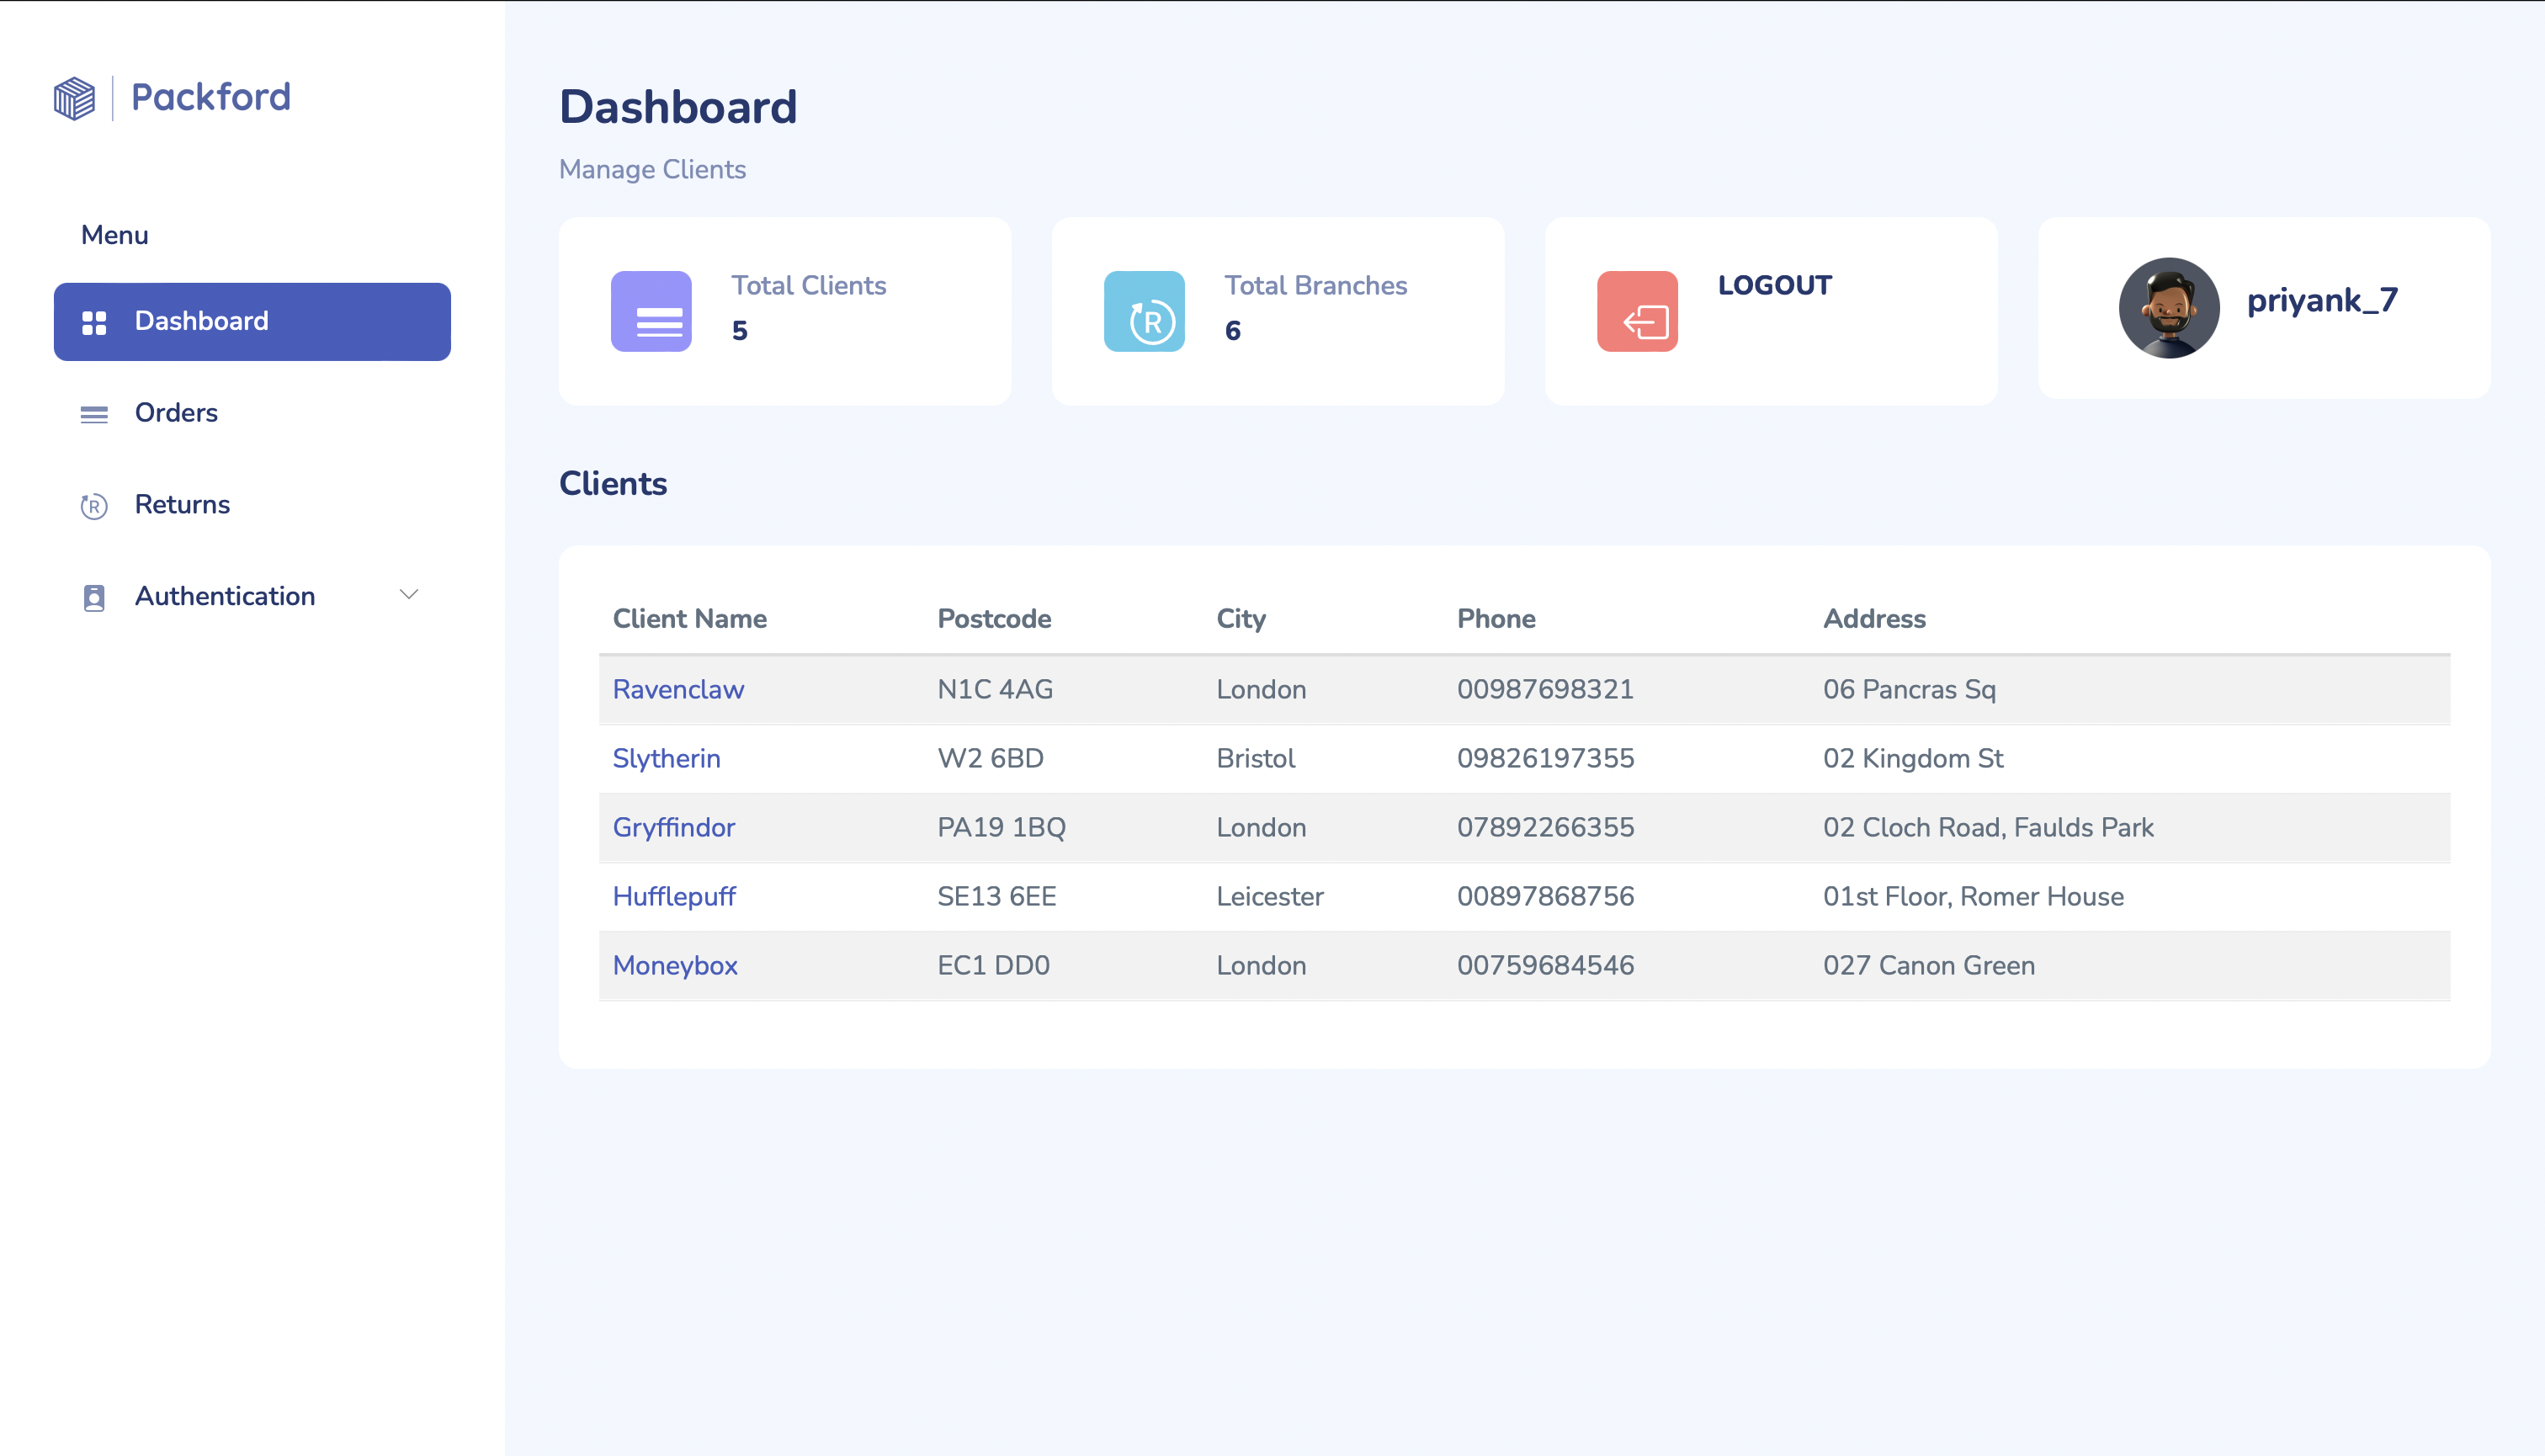 Packford
Menu
Dashboard
Orders
Returns
Authentication
Dashboard
Manage Clients
Total Clients
5
Total Branches
6
LOGOUT
priyank_7
Clients
Client Name Postcode City Phone Address
Ravenclaw N1C 4AG London 00987698321 06 Pancras Sq
Slytherin W2 6BD Bristol 09826197355 02 Kingdom St
Gryffindor PA19 1BQ London 07892266355 02 Cloch Road, Faulds Park
Hufflepuff SE13 6EE Leicester 00897868756 01st Floor, Romer House
Moneybox EC1 DD0 London 00759684546 027 Canon Green